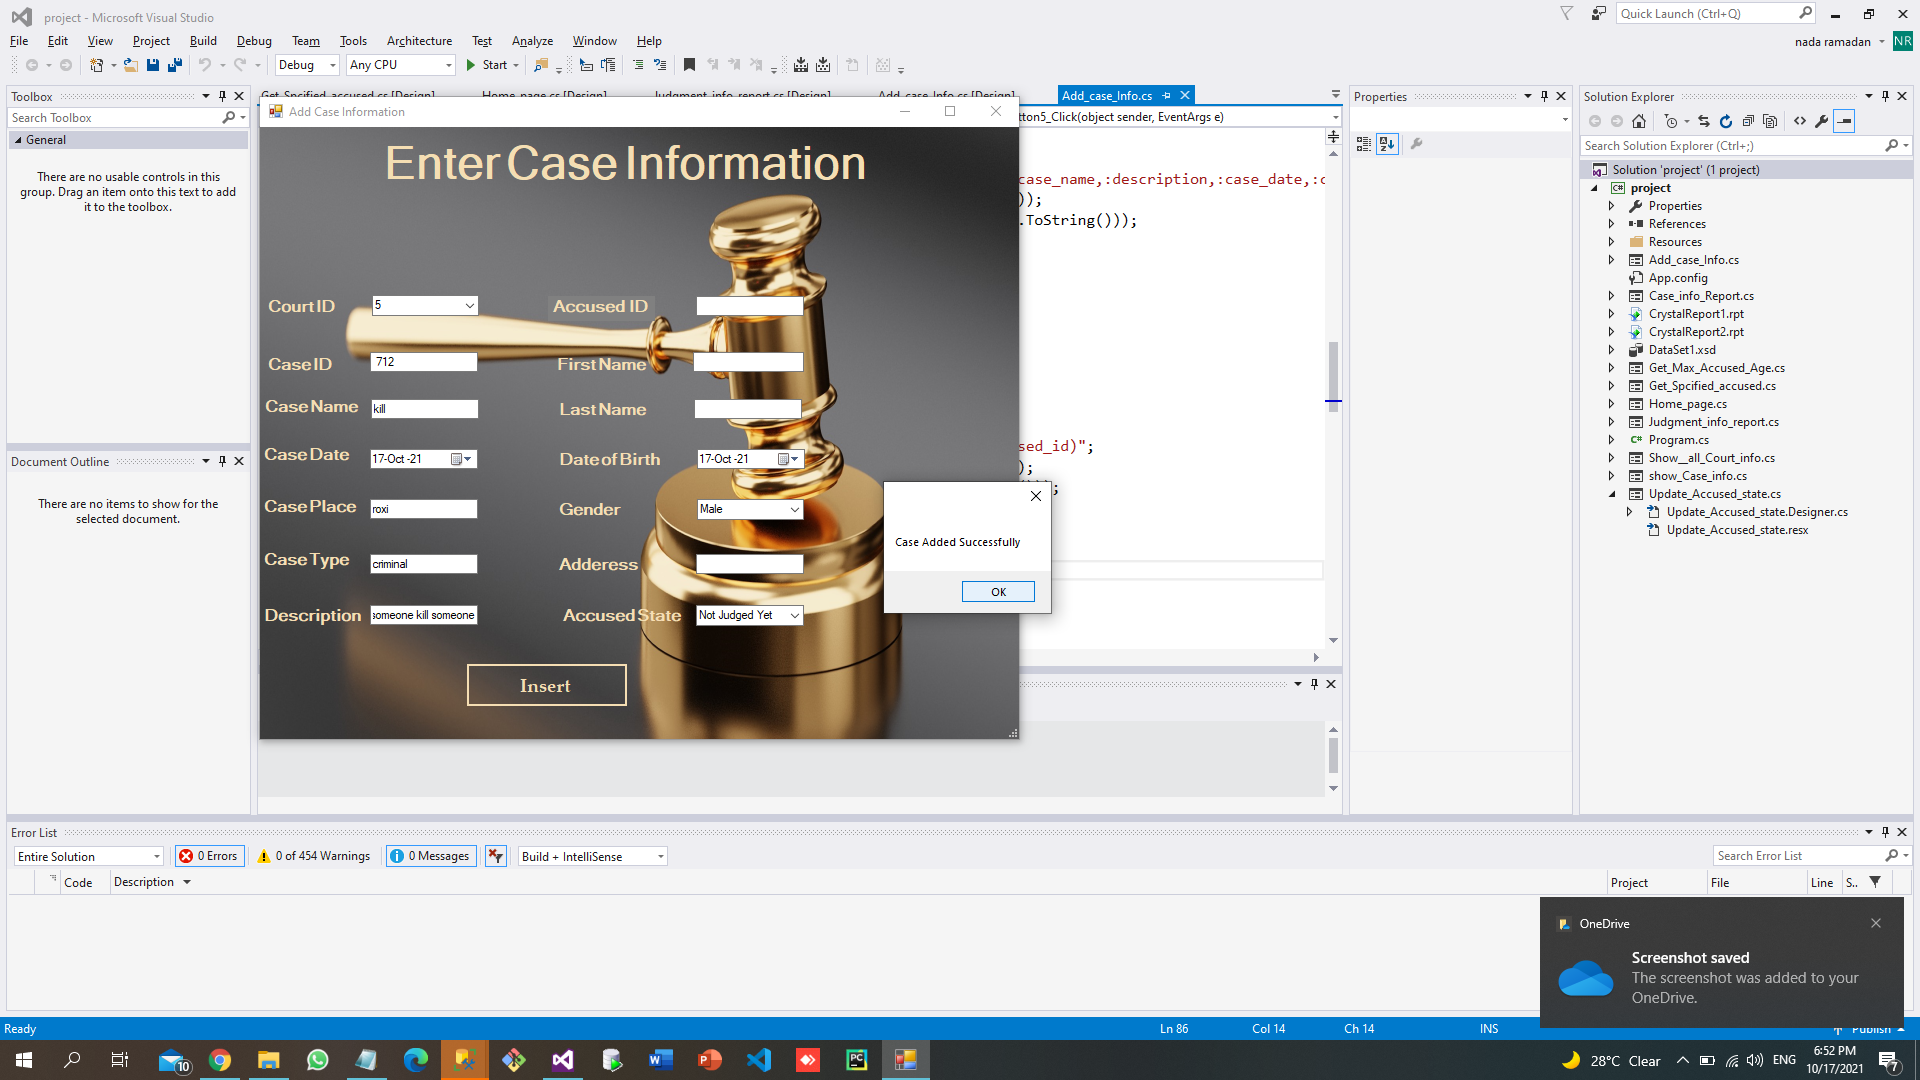 project - Microsoft Visual Studio
Quick Launch (Ctrl+Q)
File Edit View Project Build Debug Team Tools Architecture Test Analyze Window Help
nada ramadan NR
Debug Any CPU Start
Toolbox
Search Toolbox
General
There are no usable controls in this
group. Drag an item onto this text to add
it to the toolbox.
Document Outline
There are no items to show for the
selected document.
Get_Spcified_accused.cs [Design] Home_page.cs [Design] Judgment_info_report.cs [Design] Add_case_Info.cs [Design] Add_case_Info.cs
tton5_Click(object sender, EventArgs e)
case_name,:description,:case_date,:c
));
.ToString()));
sed_id)";
);
Add Case Information
Enter Case Information
Court ID 5 Accused ID
Case ID 712 First Name
Case Name kill Last Name
Case Date 17-Oct -21 Date of Birth 17-Oct -21
Case Place roxi Gender Male
Case Type criminal Adderess
Description someone kill someone Accused State Not Judged Yet
Insert
Case Added Successfully
OK
Properties
Solution Explorer
Search Solution Explorer (Ctrl+;)
Solution 'project' (1 project)
project
Properties
References
Resources
Add_case_Info.cs
App.config
Case_info_Report.cs
CrystalReport1.rpt
CrystalReport2.rpt
DataSet1.xsd
Get_Max_Accused_Age.cs
Get_Spcified_accused.cs
Home_page.cs
Judgment_info_report.cs
Program.cs
Show__all_Court_info.cs
show_Case_info.cs
Update_Accused_state.cs
Update_Accused_state.Designer.cs
Update_Accused_state.resx
Error List
Entire Solution 0 Errors 0 of 454 Warnings 0 Messages Build + IntelliSense
Search Error List
Code Description Project File Line S..
OneDrive
Screenshot saved
The screenshot was added to your
OneDrive.
Ready Ln 86 Col 14 Ch 14 INS Publish
10 28°C Clear ENG 6:52 PM
10/17/2021 7